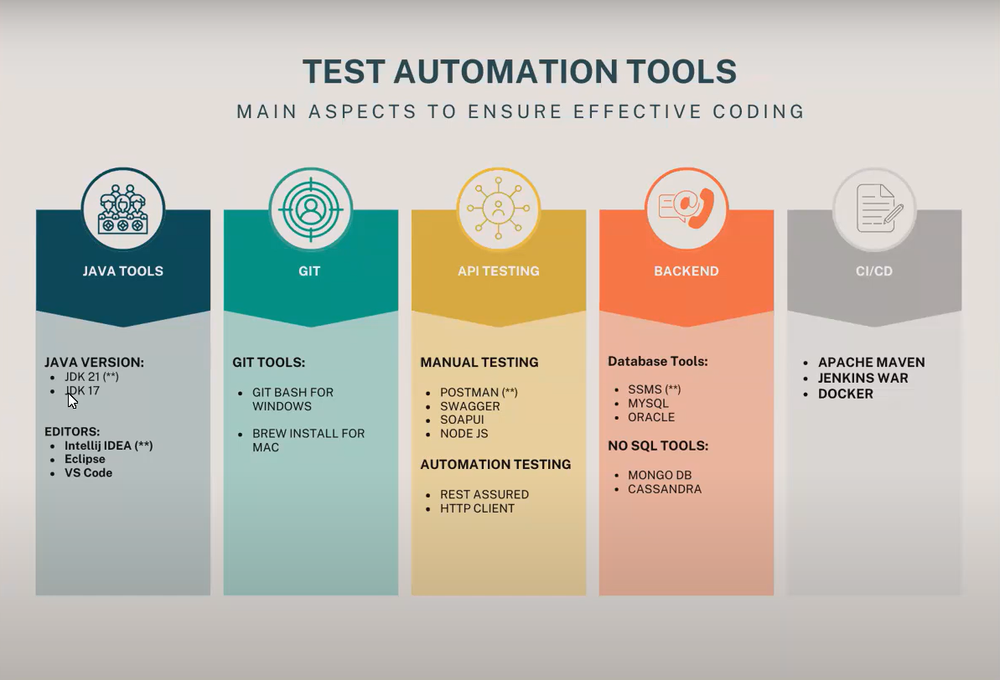 TEST AUTOMATION TOOLS
MAIN ASPECTS TO ENSURE EFFECTIVE CODING
JAVA TOOLS
JAVA VERSION:
• JDK 21 (**)
• JDK 17
EDITORS:
• Intellij IDEA (**)
• Eclipse
• VS Code
GIT
GIT TOOLS:
• GIT BASH FOR
WINDOWS
• BREW INSTALL FOR
MAC
API TESTING
MANUAL TESTING
• POSTMAN (**)
• SWAGGER
• SOAPUI
• NODE JS
AUTOMATION TESTING
• REST ASSURED
• HTTP CLIENT
BACKEND
Database Tools:
• SSMS (**)
• MYSQL
• ORACLE
NO SQL TOOLS:
• MONGO DB
• CASSANDRA
CI/CD
• APACHE MAVEN
• JENKINS WAR
• DOCKER